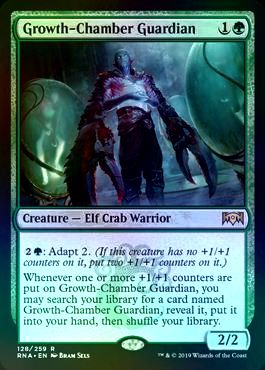 Growth-Chamber Guardian 1
Creature — Elf Crab Warrior
2: Adapt 2. (If this creature has no +1/+1
counters on it, put two +1/+1 counters on it.)
Whenever one or more +1/+1 counters are
put on Growth-Chamber Guardian, you
may search your library for a card named
Growth-Chamber Guardian, reveal it, put it
into your hand, then shuffle your library.
2/2
128/259 R
RNA • EN BRAM SELS
™ & © 2019 Wizards of the Coast